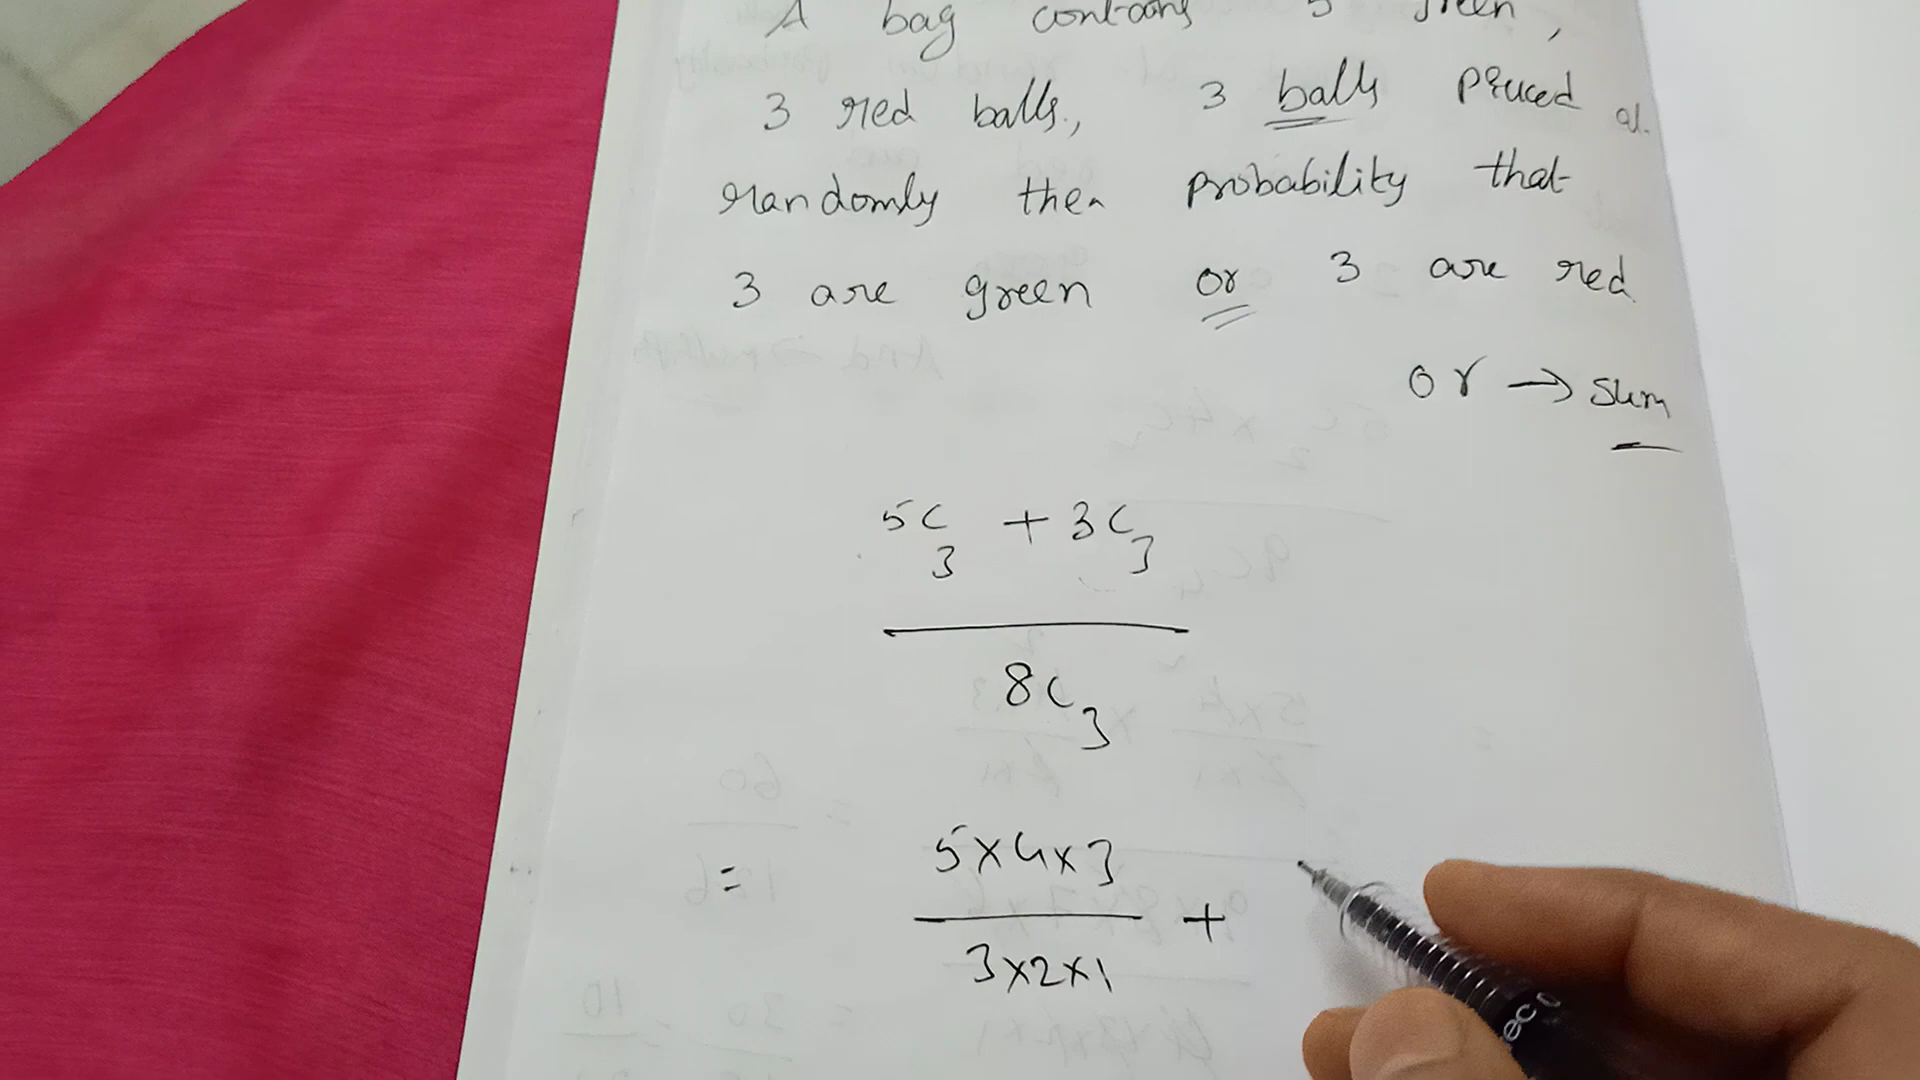 A bag contains 5 green,
3 red balls, 3 balls picked at
randomly then probability that
3 are green or 3 are red
or → sum
5C3 + 3C3
8C3
= 5×4×3 +
3×2×1